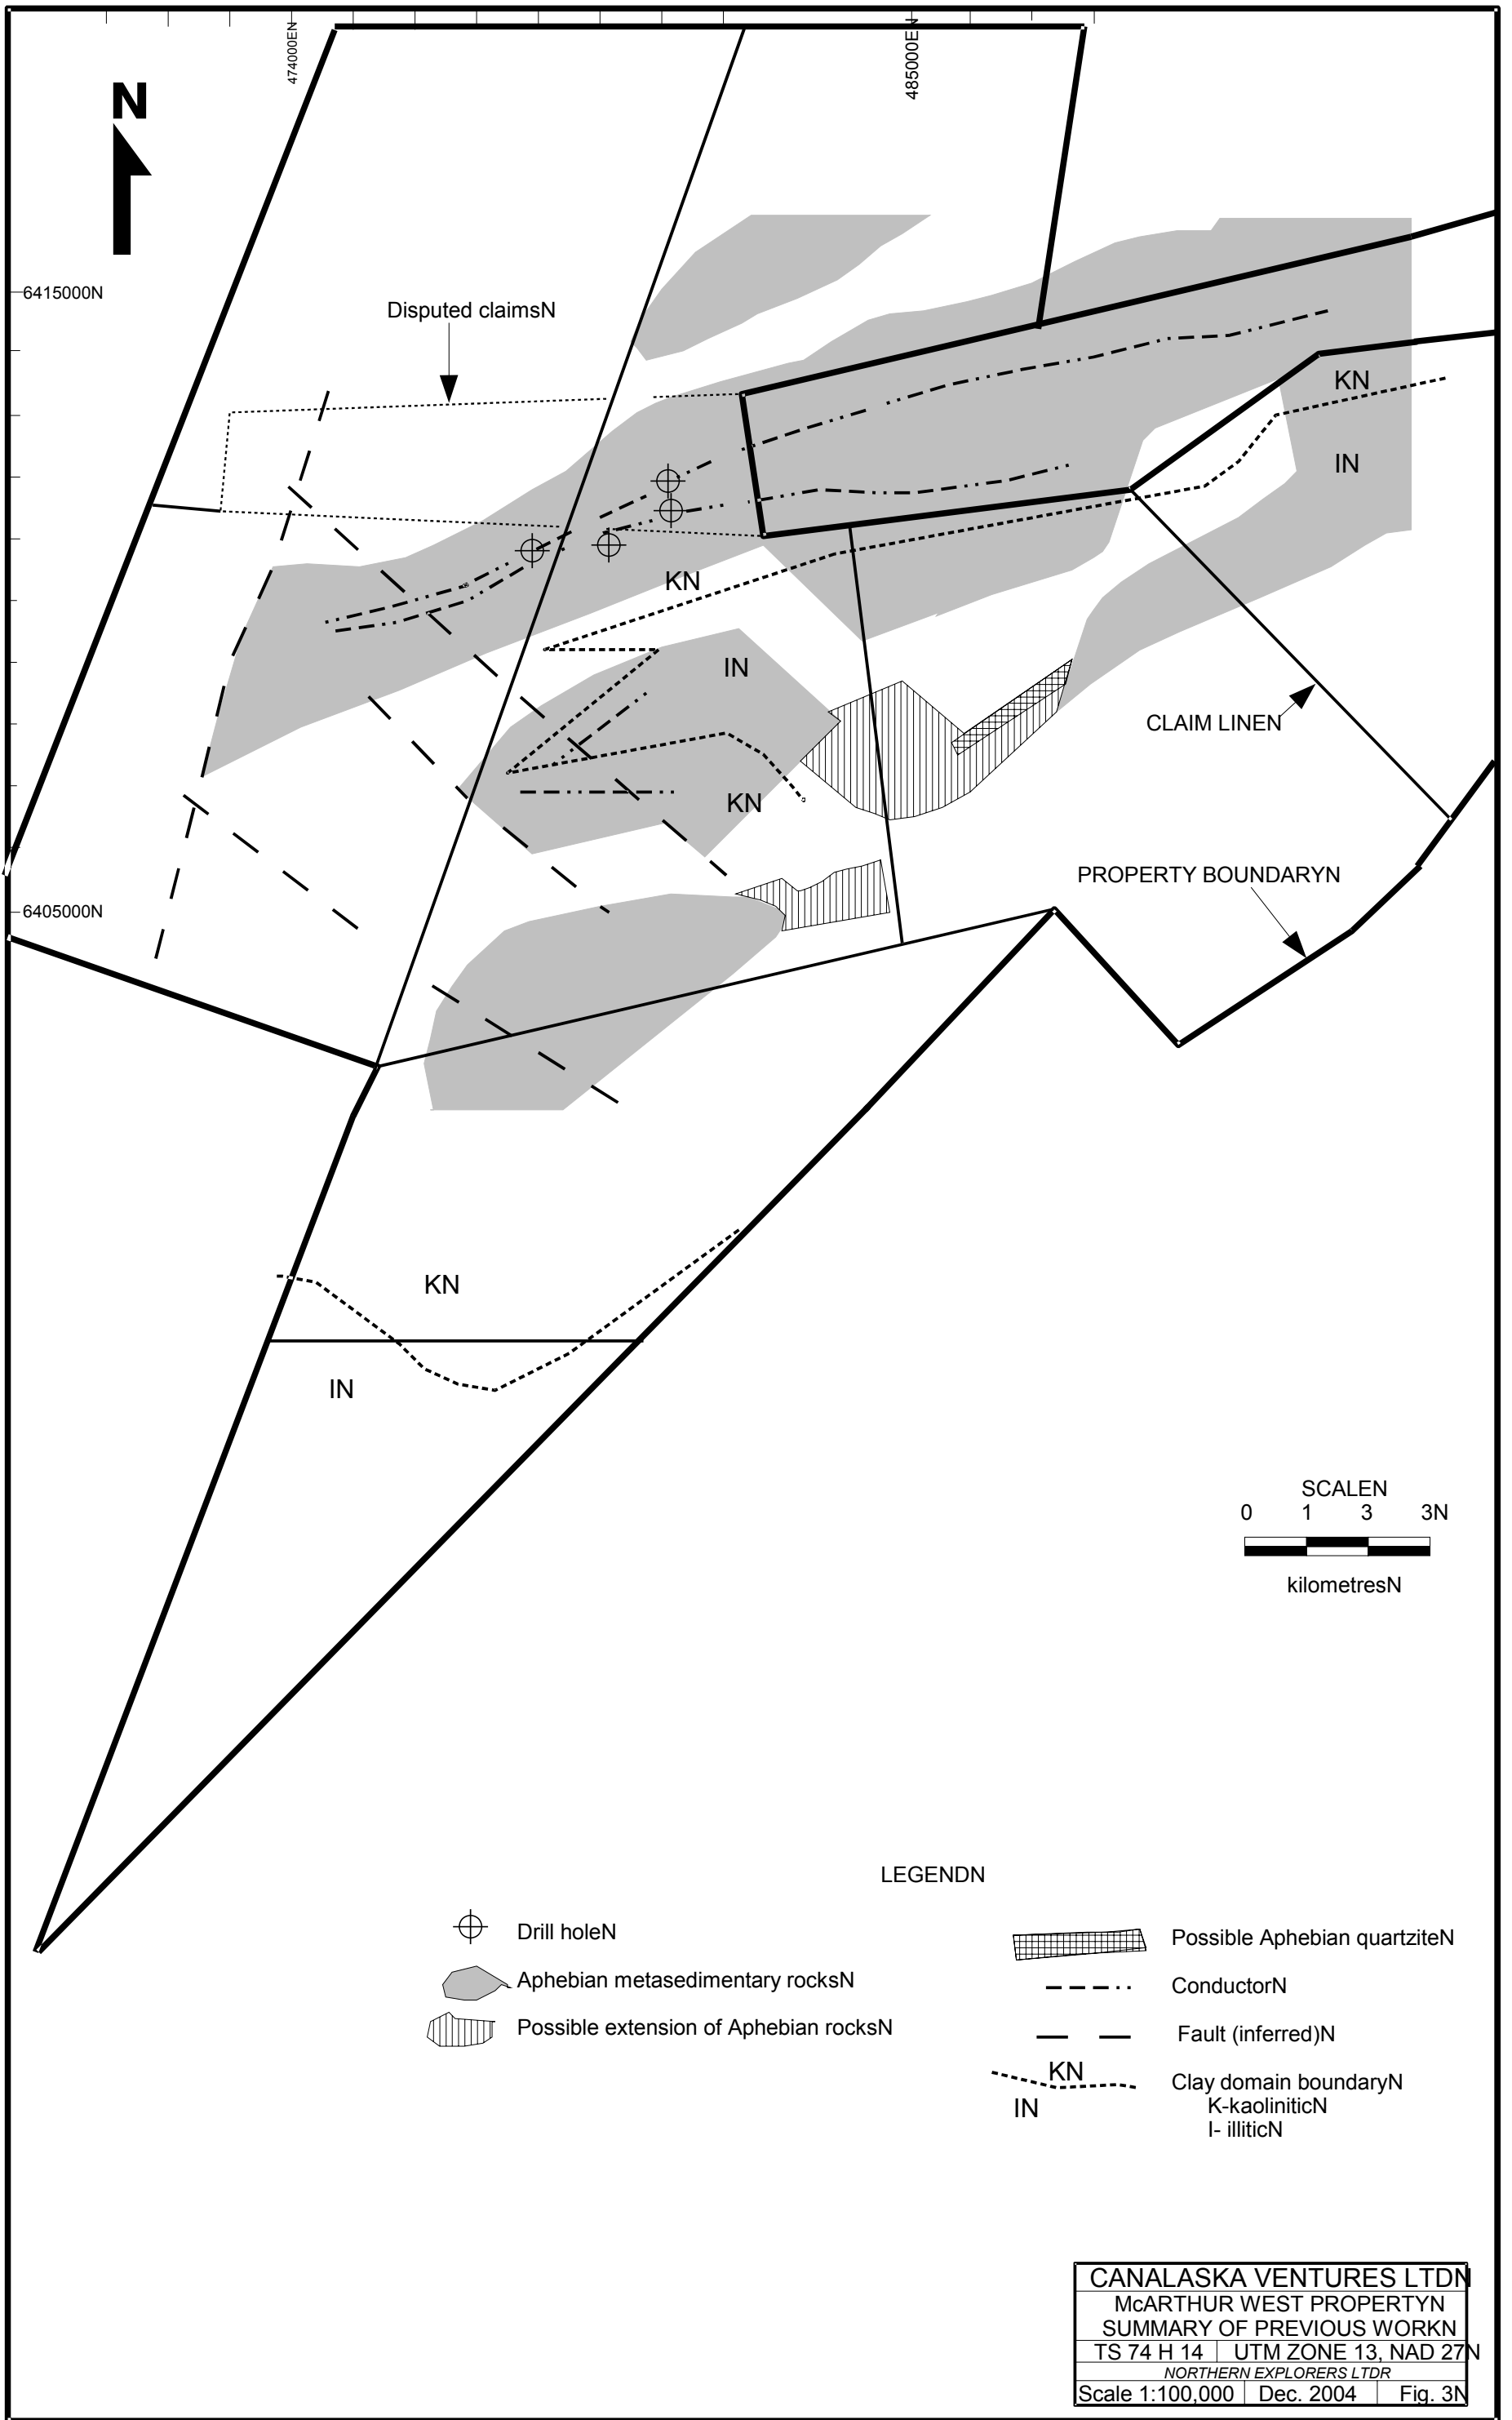 474000EN
485000EN
N
6415000N
Disputed claimsN
KN
IN
KN
IN
CLAIM LINEN
KN
PROPERTY BOUNDARYN
6405000N
KN
IN
SCALEN
0 1 3 3N
kilometresN
LEGENDN
Drill holeN
Aphebian metasedimentary rocksN
Possible extension of Aphebian rocksN
Possible Aphebian quartziteN
ConductorN
Fault (inferred)N
KN
IN
Clay domain boundaryN
K-kaoliniticN
I- illiticN
CANALASKA VENTURES LTDN
McARTHUR WEST PROPERTYN
SUMMARY OF PREVIOUS WORKN
TS 74 H 14 UTM ZONE 13, NAD 27N
NORTHERN EXPLORERS LTDR
Scale 1:100,000 Dec. 2004 Fig. 3N